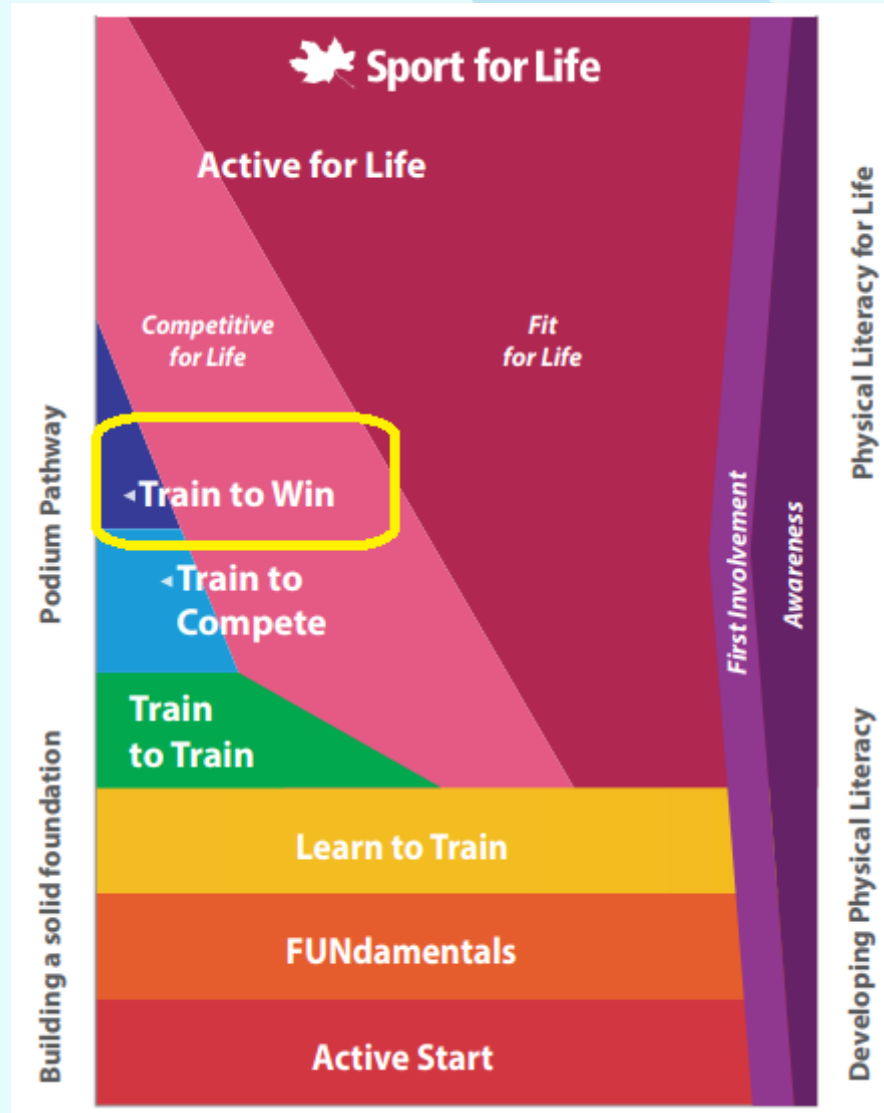 Sport for Life
Active for Life
Competitive
for Life
Fit
for Life
Train to Win
Train to
Compete
Train
to Train
Learn to Train
FUNdamentals
Active Start
Podium Pathway
Building a solid foundation
First Involvement
Awareness
Physical Literacy for Life
Developing Physical Literacy